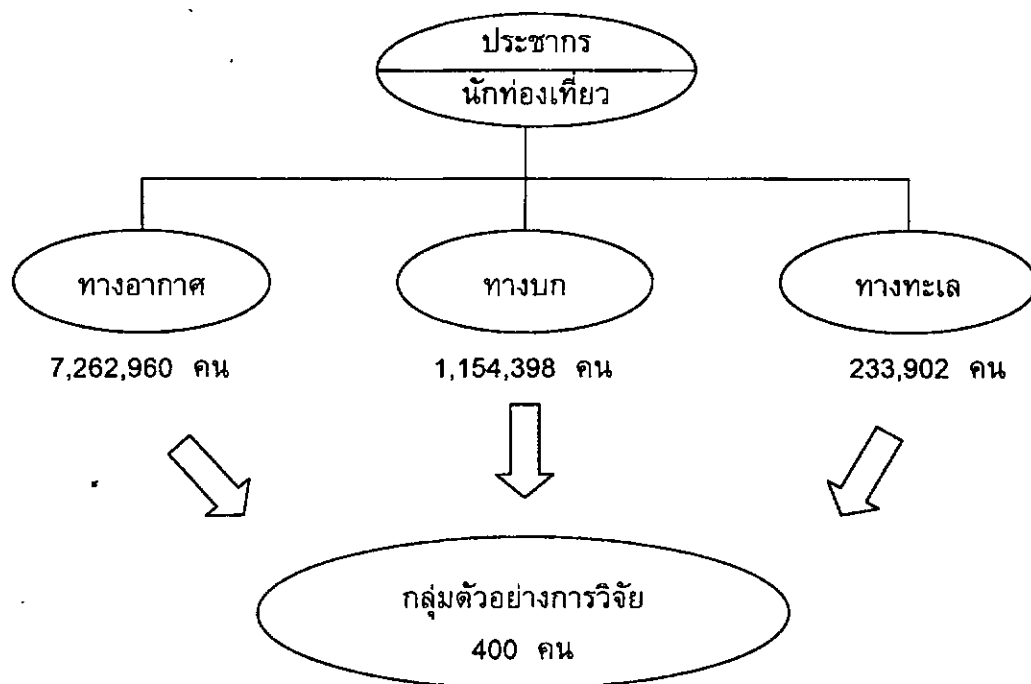 ประชากร
นักท่องเที่ยว
ทางอากาศ ทางบก ทางทะเล
7,262,960 คน 1,154,398 คน 233,902 คน
กลุ่มตัวอย่างการวิจัย
400 คน